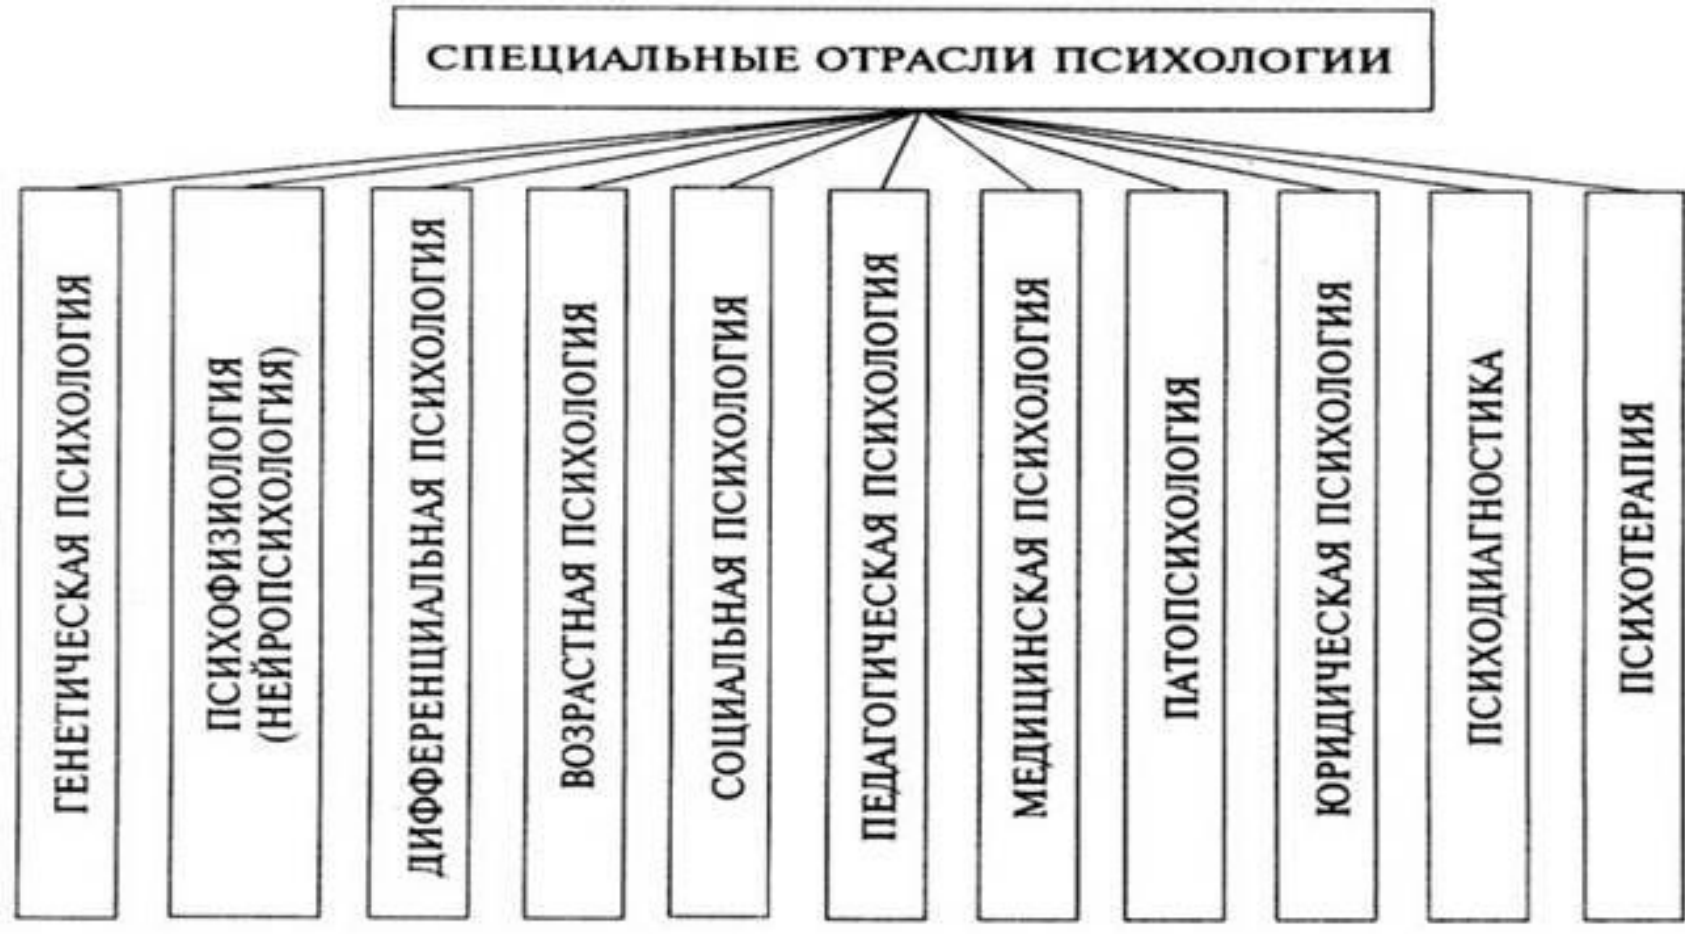 СПЕЦИАЛЬНЫЕ ОТРАСЛИ ПСИХОЛОГИИ
ГЕНЕТИЧЕСКАЯ ПСИХОЛОГИЯ
ПСИХОФИЗИОЛОГИЯ
(НЕЙРОПСИХОЛОГИЯ)
ДИФФЕРЕНЦИАЛЬНАЯ ПСИХОЛОГИЯ
ВОЗРАСТНАЯ ПСИХОЛОГИЯ
СОЦИАЛЬНАЯ ПСИХОЛОГИЯ
ПЕДАГОГИЧЕСКАЯ ПСИХОЛОГИЯ
МЕДИЦИНСКАЯ ПСИХОЛОГИЯ
ПАТОПСИХОЛОГИЯ
ЮРИДИЧЕСКАЯ ПСИХОЛОГИЯ
ПСИХОДИАГНОСТИКА
ПСИХОТЕРАПИЯ